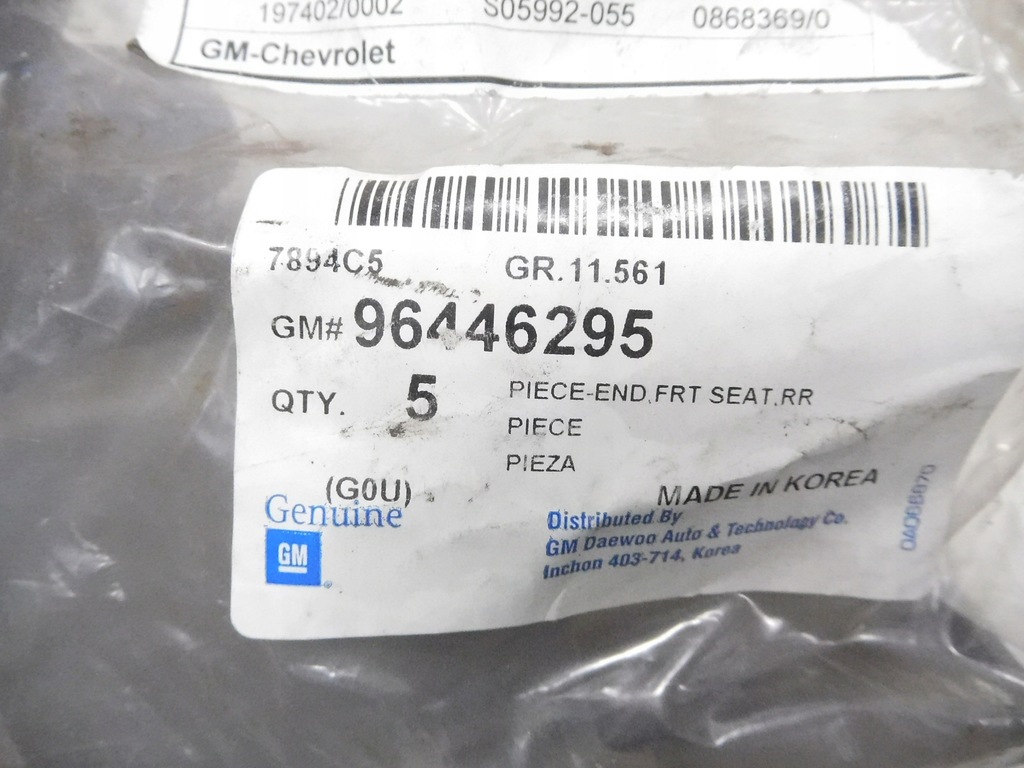 197402/0002 S05992-055 0868369/0
GM-Chevrolet
7894C5 GR.11.561
GM# 96446295
QTY. 5 PIECE-END,FRT SEAT,RR
PIECE
PIEZA
(G0U)
MADE IN KOREA
Genuine
GM
Distributed By
GM Daewoo Auto & Technology Co.
Inchon 403-714, Korea